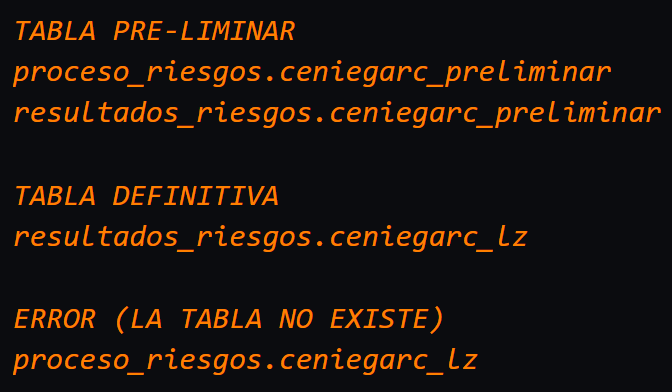 TABLA PRE-LIMINAR
proceso_riesgos.ceniegarc_preliminar
resultados_riesgos.ceniegarc_preliminar
TABLA DEFINITIVA
resultados_riesgos.ceniegarc_lz
ERROR (LA TABLA NO EXISTE)
proceso_riesgos.ceniegarc_lz